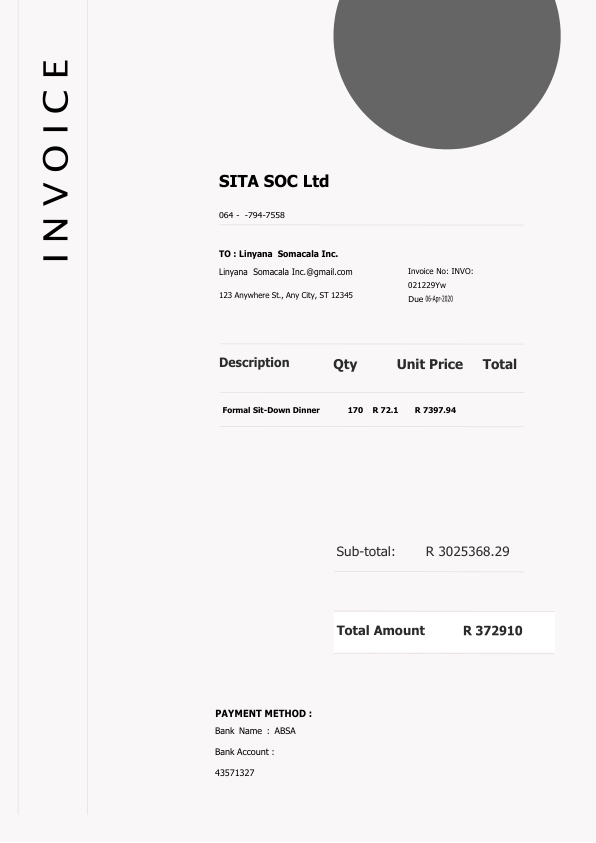 INVOICE
SITA SOC Ltd
064 - -794-7558
TO : Linyana Somacala Inc.
Linyana Somacala Inc.@gmail.com
Invoice No: INVO:
021229Yw
123 Anywhere St., Any City, ST 12345
Due 06-Apr-2020
Description Qty Unit Price Total
Formal Sit-Down Dinner 170 R 72.1 R 7397.94
Sub-total: R 3025368.29
Total Amount R 372910
PAYMENT METHOD :
Bank Name : ABSA
Bank Account :
43571327